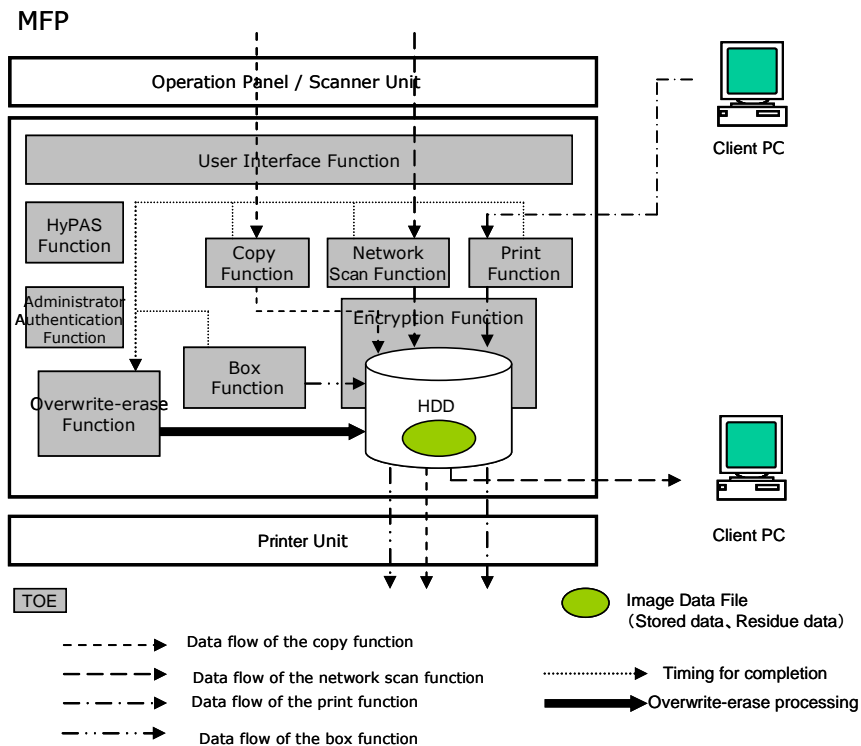 MFP
Operation Panel / Scanner Unit
Client PC
User Interface Function
HyPAS
Function
Copy
Function
Network
Scan Function
Print
Function
Administrator
Authentication
Function
Encryption Function
Box
Function
Overwrite-erase
Function
HDD
Client PC
Printer Unit
TOE
Image Data File
（Stored data、Residue data）
Data flow of the copy function
Data flow of the network scan function
Data flow of the print function
Data flow of the box function
Timing for completion
Overwrite-erase processing